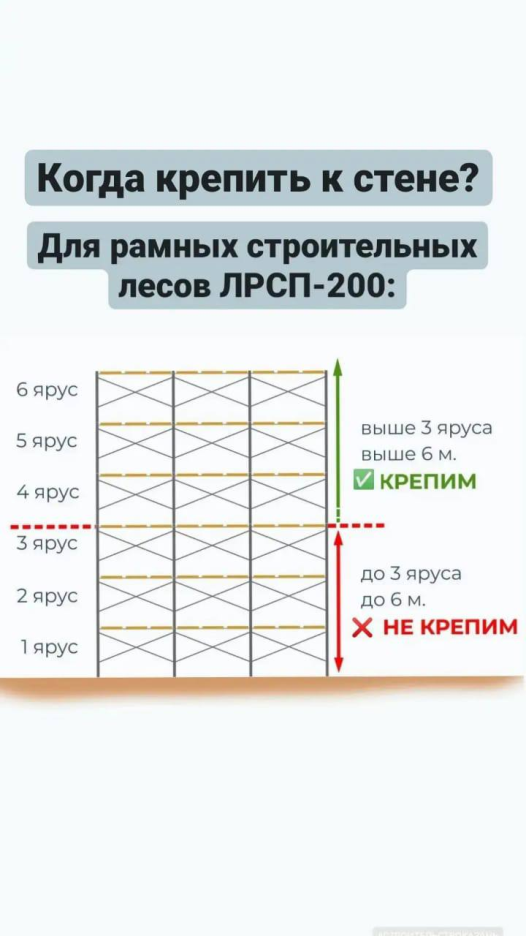 Когда крепить к стене?
Для рамных строительных
лесов ЛРСП-200:
6 ярус
5 ярус
4 ярус
3 ярус
2 ярус
1 ярус
выше 3 яруса
выше 6 м.
✅ КРЕПИМ
до 3 яруса
до 6 м.
❌ НЕ КРЕПИМ